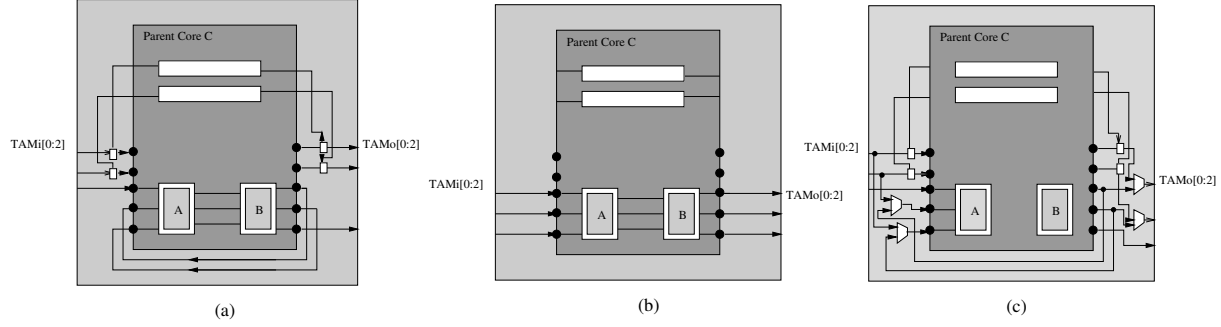 Parent Core C
TAMi[0:2]
TAMo[0:2]
A
B
(a)
Parent Core C
TAMi[0:2]
TAMo[0:2]
A
B
(b)
Parent Core C
TAMi[0:2]
TAMo[0:2]
A
B
(c)